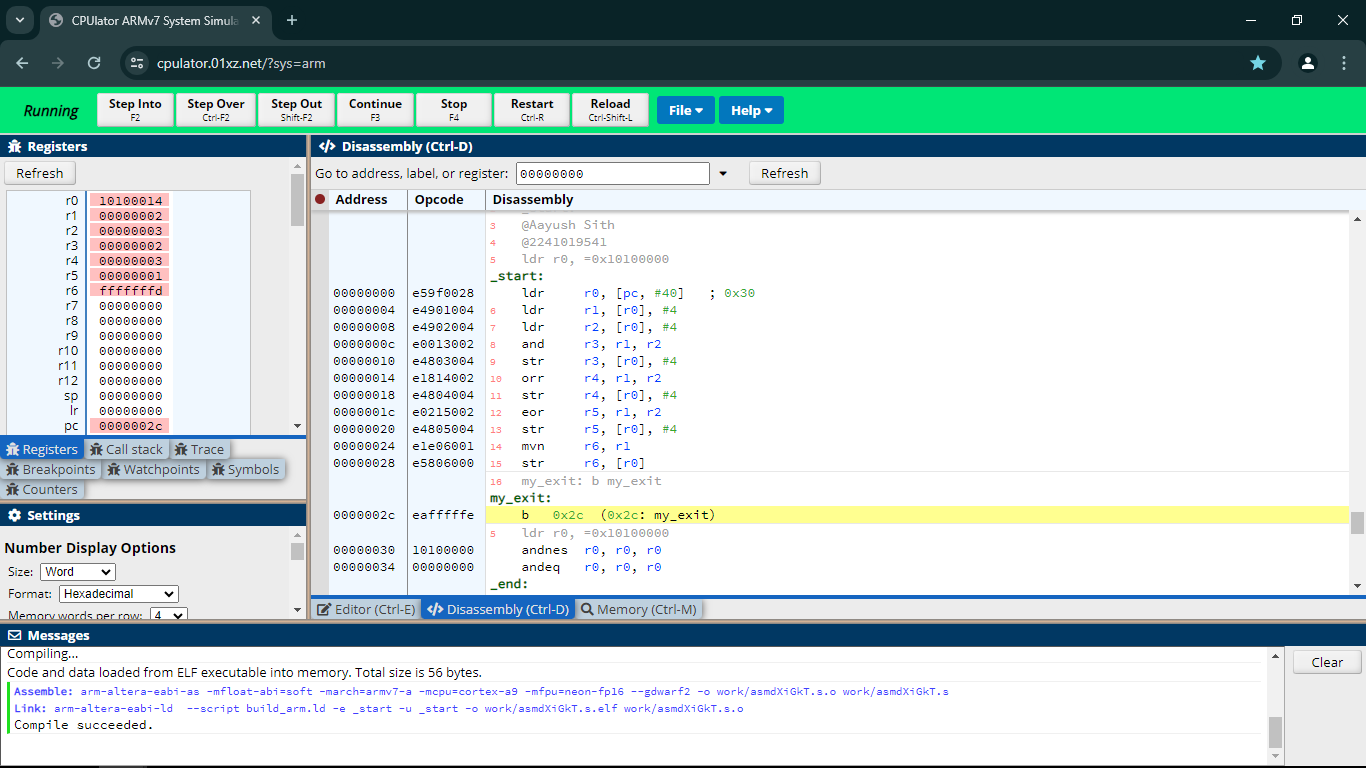 CPUlator ARMv7 System Simula
cpulator.01xz.net/?sys=arm
Running
Step Into
F2
Step Over
Ctrl-F2
Step Out
Shift-F2
Continue
F3
Stop
F4
Restart
Ctrl-R
Reload
Ctrl-Shift-L
File
Help
Registers
Refresh
r0 10100014
r1 00000002
r2 00000003
r3 00000002
r4 00000003
r5 00000001
r6 fffffffd
r7 00000000
r8 00000000
r9 00000000
r10 00000000
r11 00000000
r12 00000000
sp 00000000
lr 00000000
pc 0000002c
Registers Call stack Trace
Breakpoints Watchpoints Symbols
Counters
Settings
Number Display Options
Size: Word
Format: Hexadecimal
Memory words per row: 4
Disassembly (Ctrl-D)
Go to address, label, or register: 00000000 Refresh
Address Opcode Disassembly
3 @Aayush Sith
4 @2241019541
5 ldr r0, =0x10100000
_start:
00000000 e59f0028 ldr r0, [pc, #40] ; 0x30
00000004 e4901004 6 ldr r1, [r0], #4
00000008 e4902004 7 ldr r2, [r0], #4
0000000c e0013002 8 and r3, r1, r2
00000010 e4803004 9 str r3, [r0], #4
00000014 e1814002 10 orr r4, r1, r2
00000018 e4804004 11 str r4, [r0], #4
0000001c e0215002 12 eor r5, r1, r2
00000020 e4805004 13 str r5, [r0], #4
00000024 e1e06001 14 mvn r6, r1
00000028 e5806000 15 str r6, [r0]
16 my_exit: b my_exit
my_exit:
0000002c eafffffe b 0x2c (0x2c: my_exit)
5 ldr r0, =0x10100000
00000030 10100000 andnes r0, r0, r0
00000034 00000000 andeq r0, r0, r0
_end:
Editor (Ctrl-E) Disassembly (Ctrl-D) Memory (Ctrl-M)
Messages
Compiling...
Code and data loaded from ELF executable into memory. Total size is 56 bytes.
Assemble: arm-altera-eabi-as -mfloat-abi=soft -march=armv7-a -mcpu=cortex-a9 -mfpu=neon-fp16 --gdwarf2 -o work/asmdXiGkT.s.o work/asmdXiGkT.s
Link: arm-altera-eabi-ld --script build_arm.ld -e _start -u _start -o work/asmdXiGkT.s.elf work/asmdXiGkT.s.o
Compile succeeded.
Clear